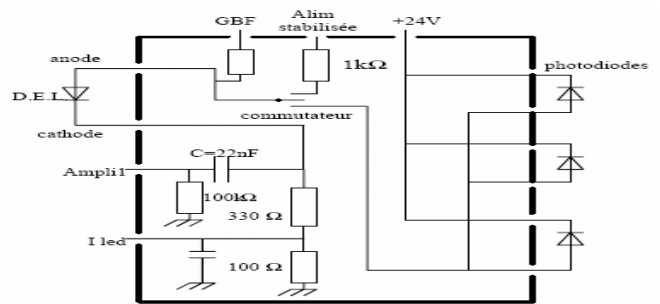 GBF
Alim
stabilisée
+24V
anode
1kΩ
photodiodes
D.E.L
commutateur
cathode
C=22nF
Ampli1
100kΩ
330 Ω
I led
100 Ω